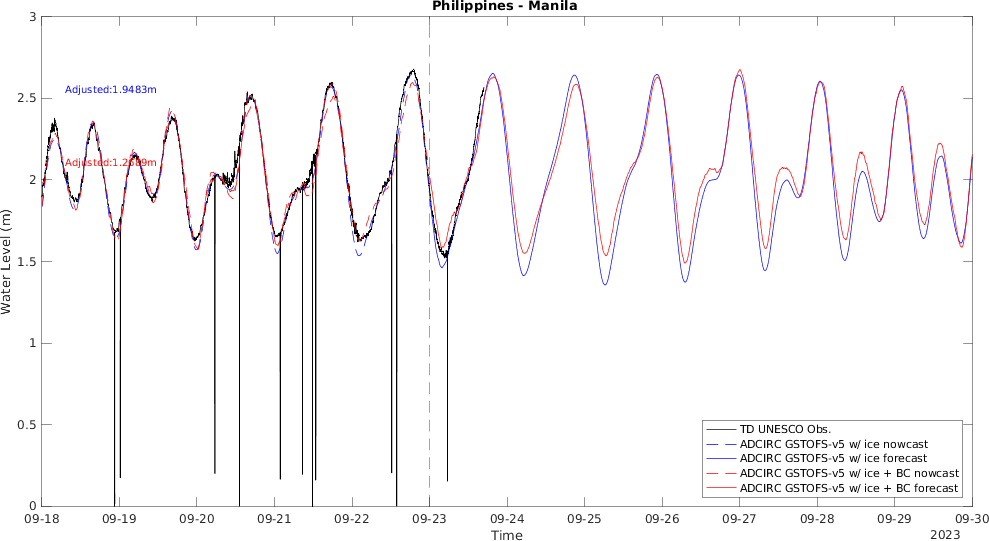 Philippines - Manila
3
2.5
2
1.5
1
0.5
0
Water Level (m)
Adjusted:1.9483m
Adjusted:1.2689m
TD UNESCO Obs.
ADCIRC GSTOFS-v5 w/ ice nowcast
ADCIRC GSTOFS-v5 w/ ice forecast
ADCIRC GSTOFS-v5 w/ ice + BC nowcast
ADCIRC GSTOFS-v5 w/ ice + BC forecast
09-18 09-19 09-20 09-21 09-22 09-23 09-24 09-25 09-26 09-27 09-28 09-29 09-30
Time
2023